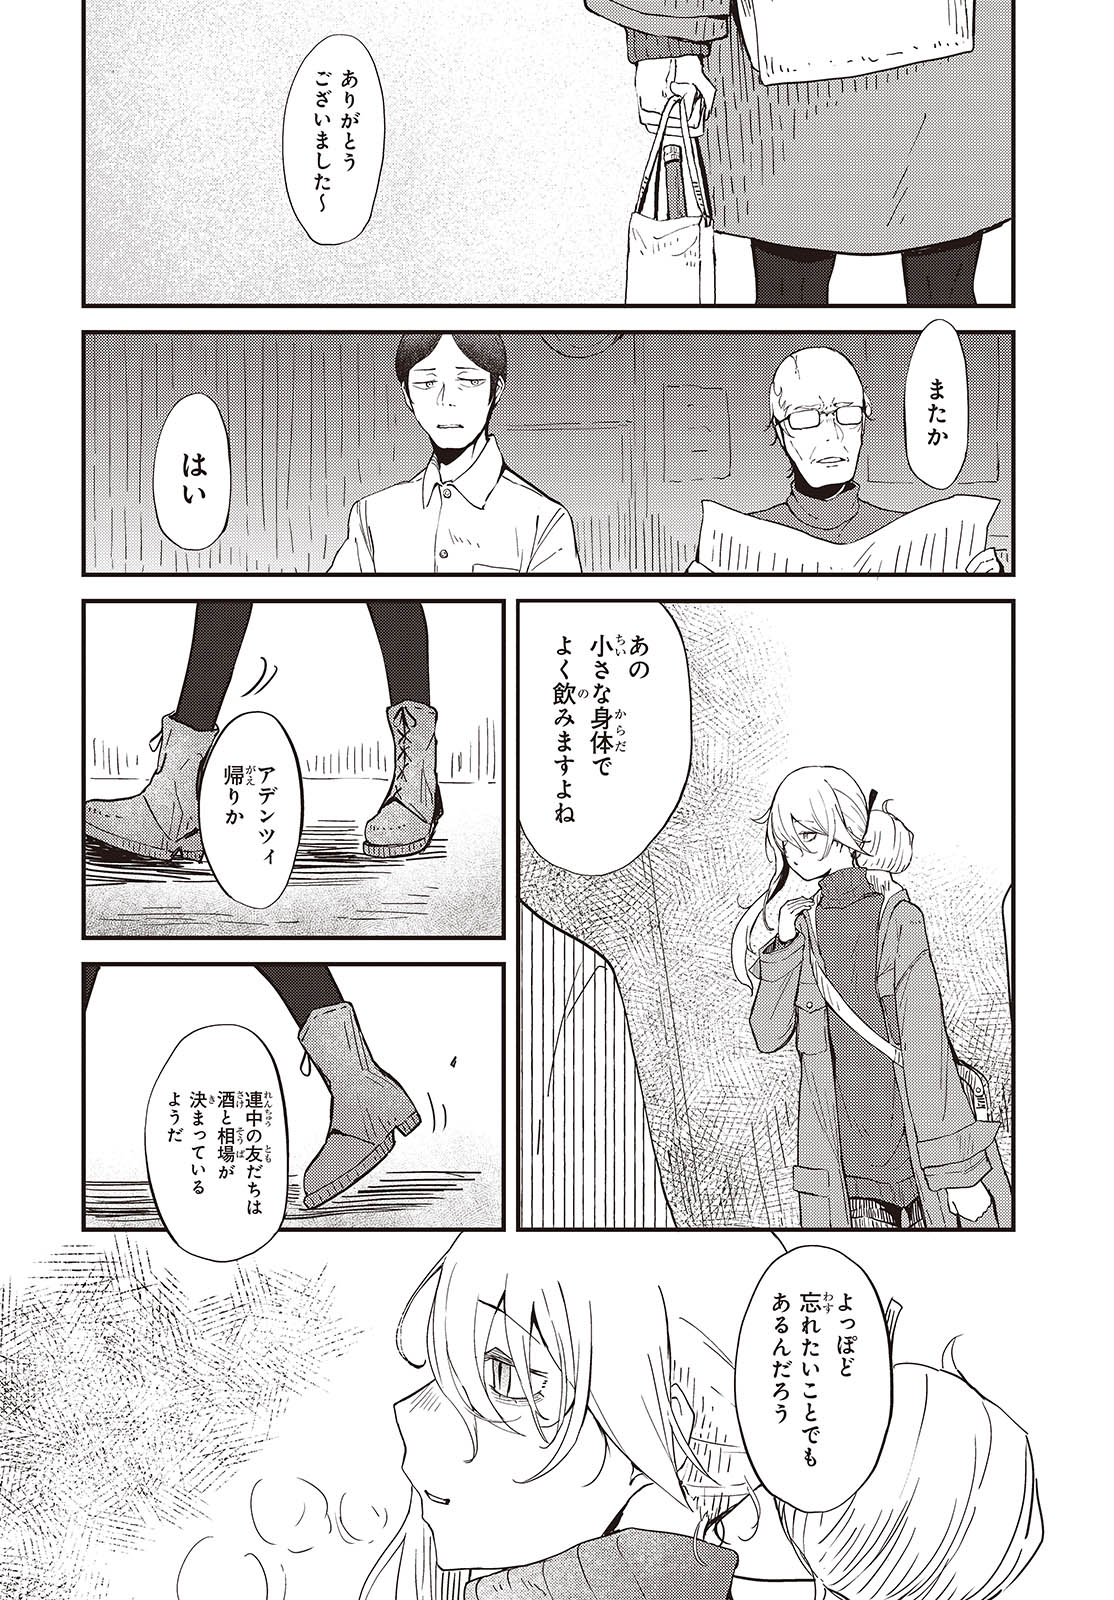 ありがとう
ございました～
またか
はい
あの
小さな身体で
よく飲みますよね
アデンツィ
帰りか
連中の友だちは
酒と相場が
決まっている
ようだ
よっぽど
忘れたいことでも
あるんだろう